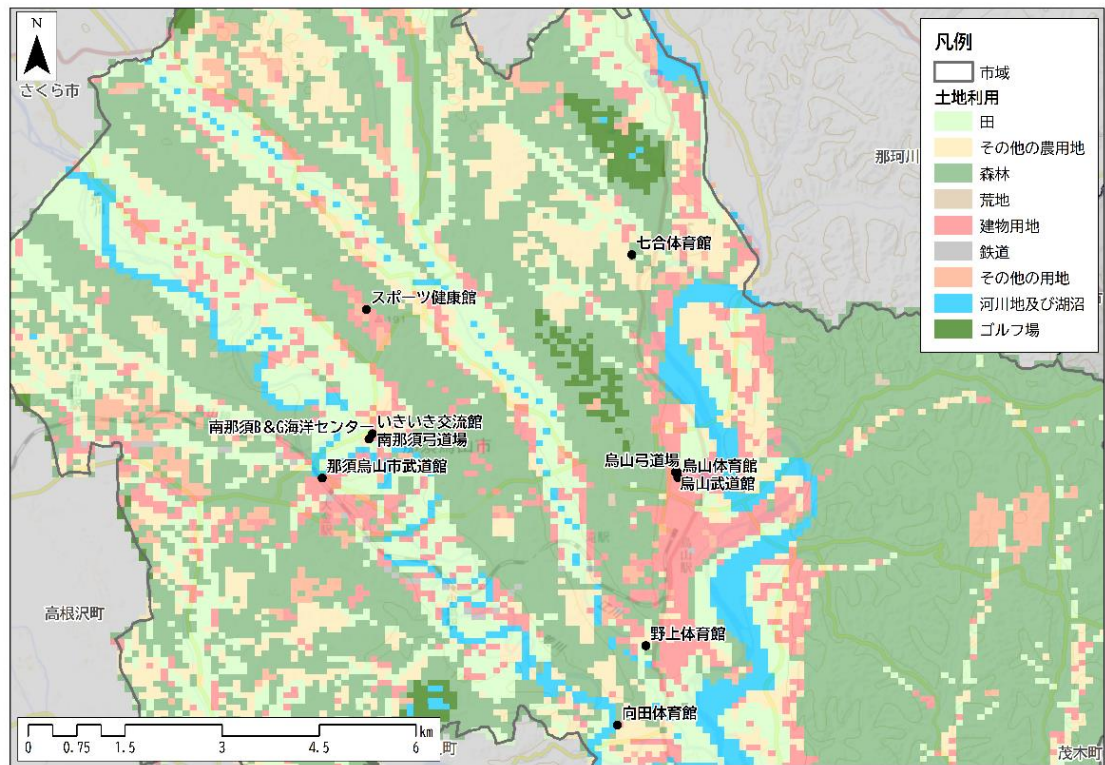 N
さくら市
那珂川
七合体育館
スポーツ健康館
いきいき交流館
南那須B&G海洋センター
南那須弓道場
那須烏山市武道館
烏山弓道場
烏山体育館
烏山武道館
高根沢町
野上体育館
向田体育館
茂木町
凡例
市域
土地利用
田
その他の農用地
森林
荒地
建物用地
鉄道
その他の用地
河川地及び湖沼
ゴルフ場
km
0 0.75 1.5 3 4.5 6